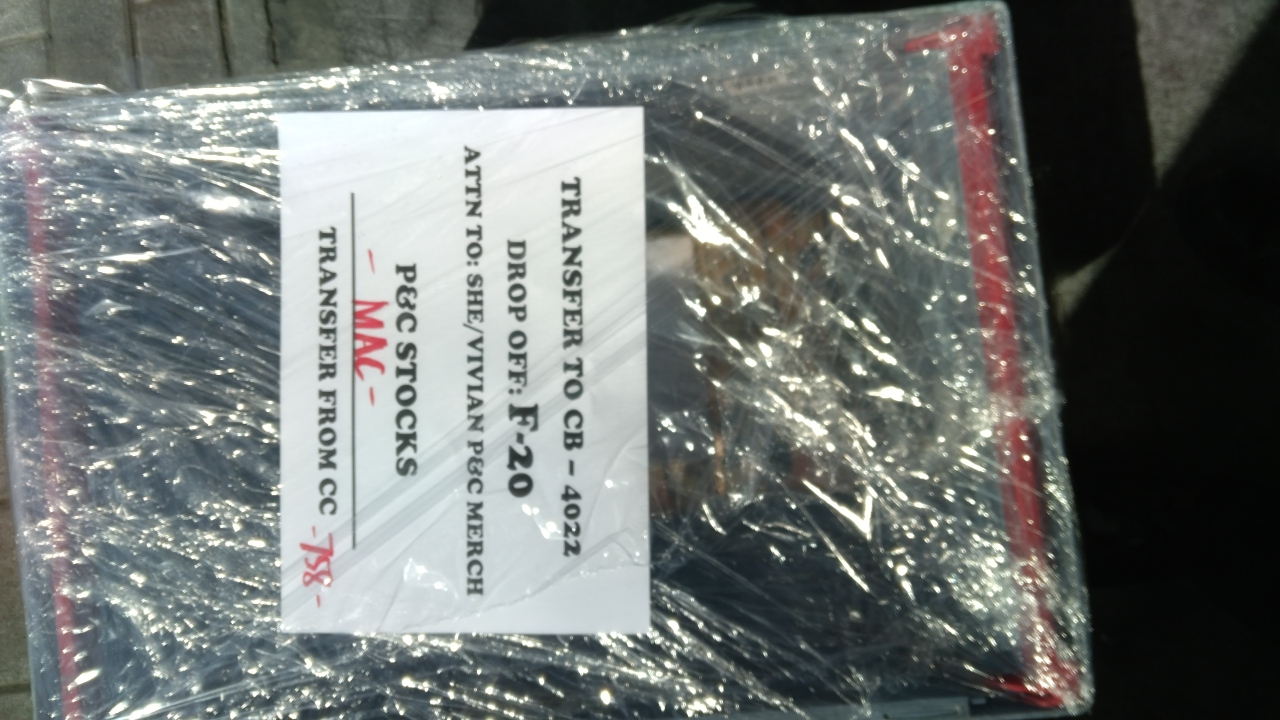 TRANSFER TO CB – 4022
DROP OFF: F-20
ATTN TO: SHE/VIVIAN P&C MERCH
P&C STOCKS
- MAC -
TRANSFER FROM CC -758-